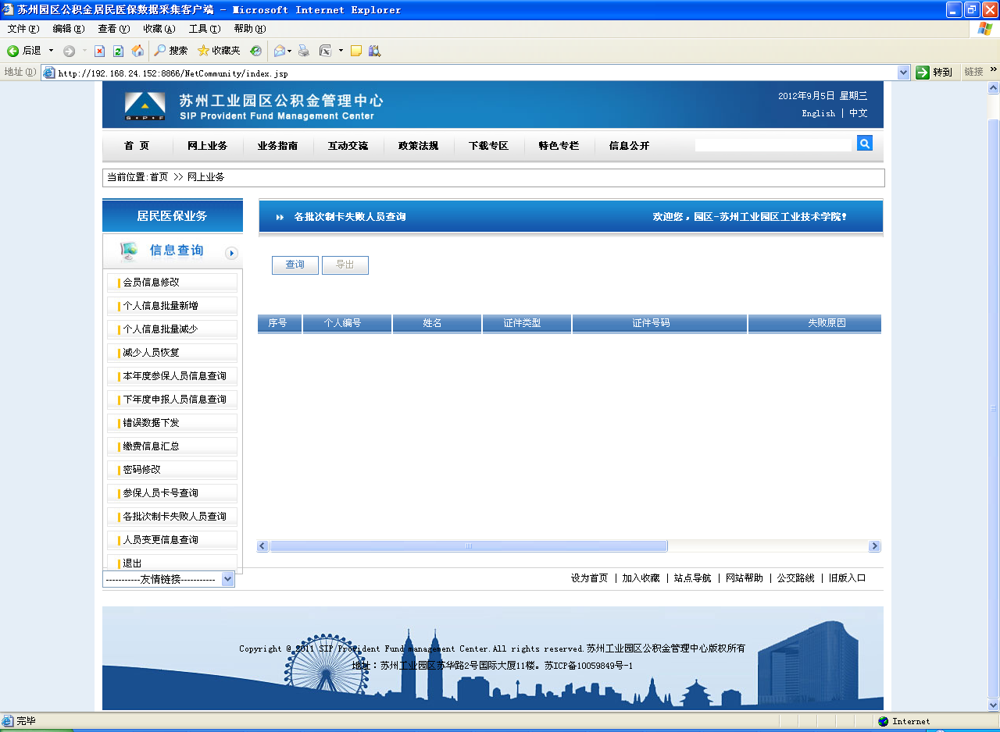 苏州园区公积金居民医保数据采集客户端 - Microsoft Internet Explorer
文件(F) 编辑(E) 查看(V) 收藏(A) 工具(T) 帮助(H)
后退 搜索 收藏夹
地址(D) http://192.168.24.152:8866/NetCommunity/index.jsp 转到 链接 »
苏州工业园区公积金管理中心
SIP Provident Fund Management Center
S·P·F
2012年9月5日 星期三
English | 中文
首 页 网上业务 业务指南 互动交流 政策法规 下载专区 特色专栏 信息公开
当前位置:首页 >> 网上业务
居民医保业务
各批次制卡失败人员查询 欢迎您，园区-苏州工业园区工业技术学院!
信息查询
查询 导出
会员信息修改
个人信息批量新增
个人信息批量减少
减少人员恢复
本年度参保人员信息查询
下年度申报人员信息查询
错误数据下发
缴费信息汇总
密码修改
参保人员卡号查询
各批次制卡失败人员查询
人员变更信息查询
退出
序号 个人编号 姓名 证件类型 证件号码 失败原因
-----------友情链接-----------
设为首页 | 加入收藏 | 站点导航 | 网站帮助 | 公交路线 | 旧版入口
Copyright @ 2011 SIP Provident Fund management Center.All rights reserved.苏州工业园区公积金管理中心版权所有
地址：苏州工业园区苏华路2号国际大厦11楼。苏ICP备10059849号-1
完毕 Internet